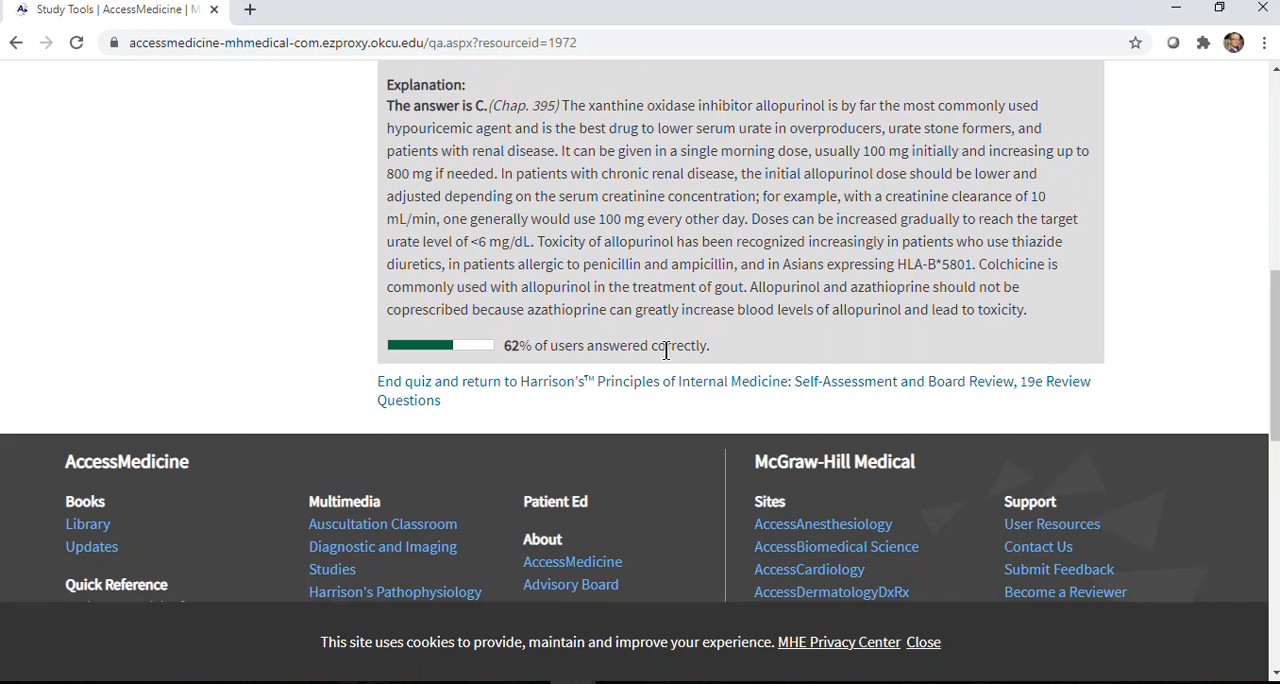 Study Tools | AccessMedicine | M
accessmedicine-mhmedical-com.ezproxy.okcu.edu/qa.aspx?resourceid=1972
Explanation:
The answer is C. (Chap. 395) The xanthine oxidase inhibitor allopurinol is by far the most commonly used
hypouricemic agent and is the best drug to lower serum urate in overproducers, urate stone formers, and
patients with renal disease. It can be given in a single morning dose, usually 100 mg initially and increasing up to
800 mg if needed. In patients with chronic renal disease, the initial allopurinol dose should be lower and
adjusted depending on the serum creatinine concentration; for example, with a creatinine clearance of 10
mL/min, one generally would use 100 mg every other day. Doses can be increased gradually to reach the target
urate level of <6 mg/dL. Toxicity of allopurinol has been recognized increasingly in patients who use thiazide
diuretics, in patients allergic to penicillin and ampicillin, and in Asians expressing HLA-B*5801. Colchicine is
commonly used with allopurinol in the treatment of gout. Allopurinol and azathioprine should not be
coprescribed because azathioprine can greatly increase blood levels of allopurinol and lead to toxicity.
62% of users answered correctly.
End quiz and return to Harrison's™ Principles of Internal Medicine: Self-Assessment and Board Review, 19e Review
Questions
AccessMedicine
Books
Library
Updates
Quick Reference
Multimedia
Auscultation Classroom
Diagnostic and Imaging
Studies
Harrison's Pathophysiology
Patient Ed
About
AccessMedicine
Advisory Board
McGraw-Hill Medical
Sites
AccessAnesthesiology
AccessBiomedical Science
AccessCardiology
AccessDermatologyDxRx
Support
User Resources
Contact Us
Submit Feedback
Become a Reviewer
This site uses cookies to provide, maintain and improve your experience. MHE Privacy Center Close